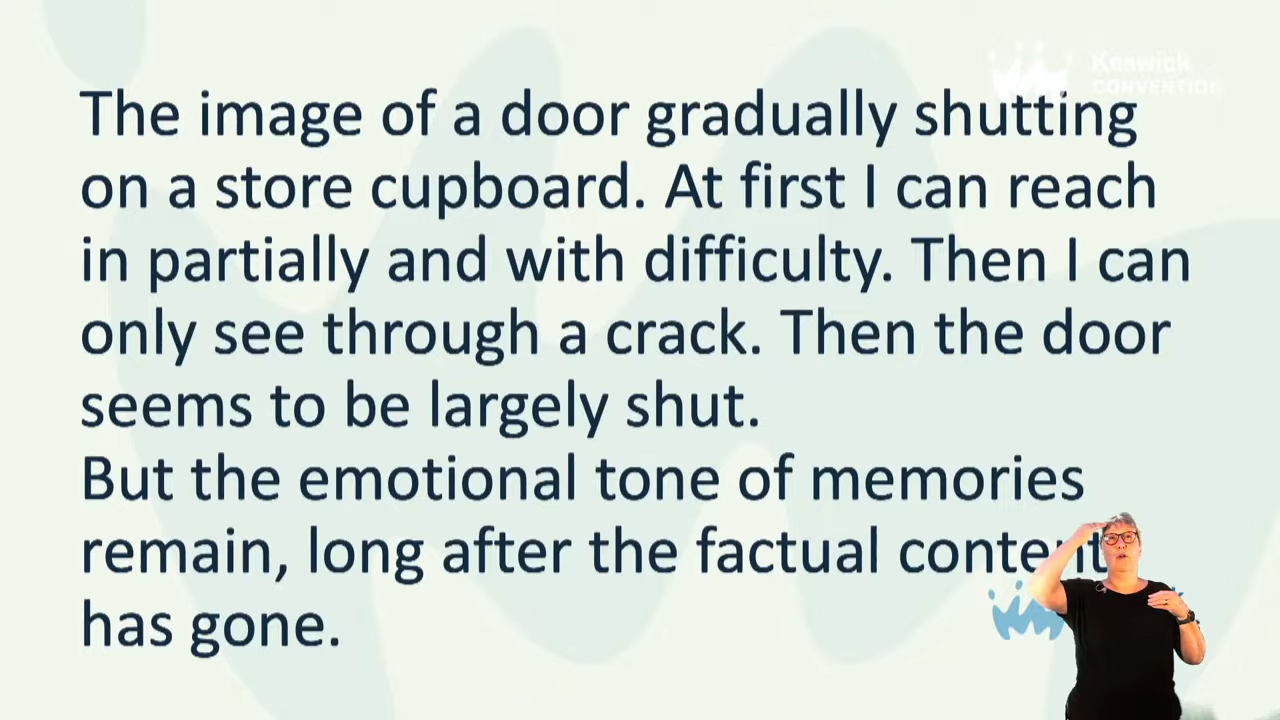 Keswick
CONVENTION
The image of a door gradually shutting
on a store cupboard. At first I can reach
in partially and with difficulty. Then I can
only see through a crack. Then the door
seems to be largely shut.
But the emotional tone of memories
remain, long after the factual content
has gone.